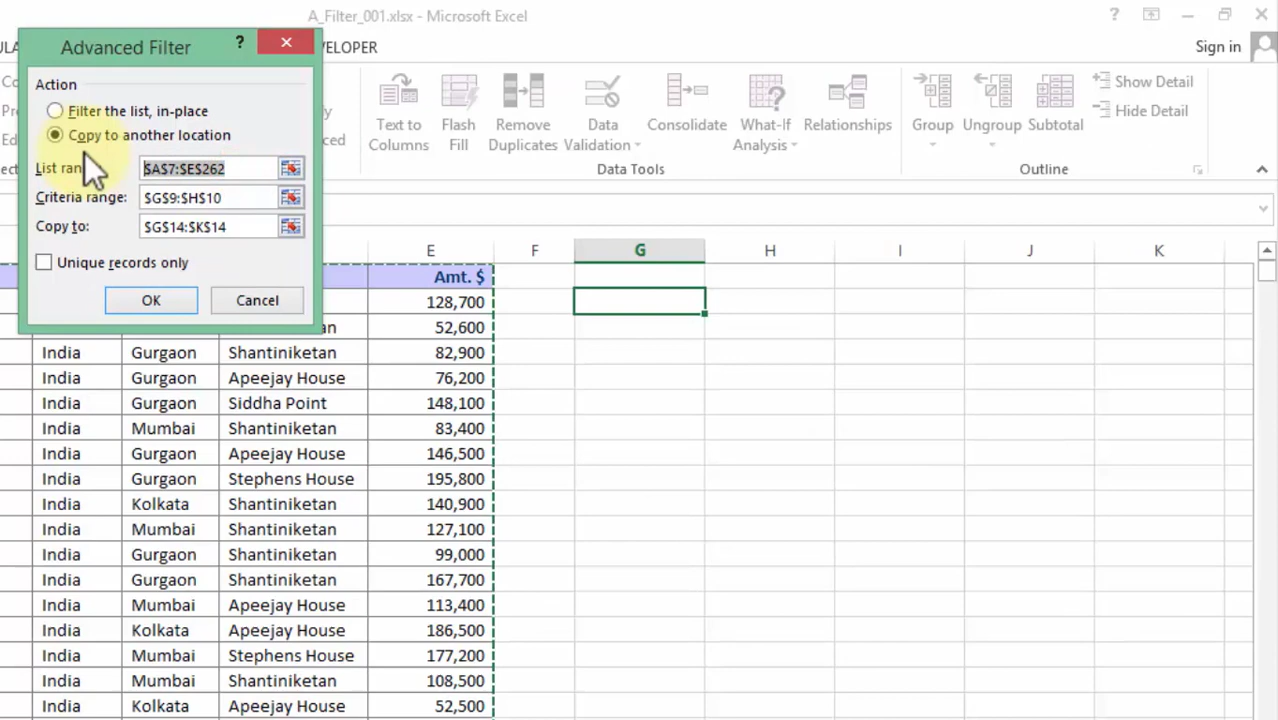 A_Filter_001.xlsx - Microsoft Excel
?
Advanced Filter ?
VELOPER
Sign in
Action
Filter the list, in-place
Copy to another location
List ran
$A$7:$E$262
Criteria range:
$G$9:$H$10
Copy to:
$G$14:$K$14
Unique records only
OK
Cancel
Text to Columns
Flash Fill
Remove Duplicates
Data Validation
Consolidate
What-If Analysis
Relationships
Data Tools
Group
Ungroup
Subtotal
Show Detail
Hide Detail
Outline
E F G H I J K
Amt. $
128,700
an 52,600
India Gurgaon Shantiniketan 82,900
India Gurgaon Apeejay House 76,200
India Gurgaon Siddha Point 148,100
India Mumbai Shantiniketan 83,400
India Gurgaon Apeejay House 146,500
India Gurgaon Stephens House 195,800
India Kolkata Shantiniketan 140,900
India Mumbai Shantiniketan 127,100
India Gurgaon Shantiniketan 99,000
India Gurgaon Shantiniketan 167,700
India Mumbai Apeejay House 113,400
India Kolkata Apeejay House 186,500
India Mumbai Stephens House 177,200
India Mumbai Shantiniketan 108,500
India Kolkata Apeejay House 52,500